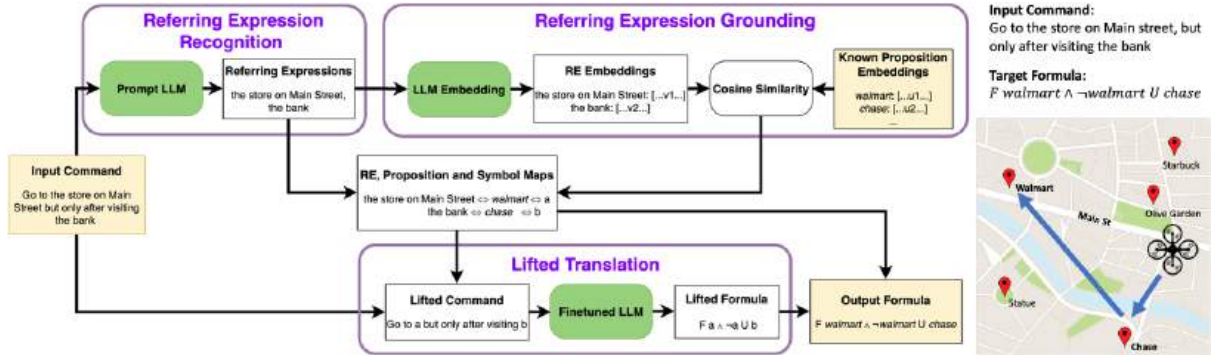 Referring Expression
Recognition
Prompt LLM
Referring Expressions
the store on Main Street,
the bank
Referring Expression Grounding
LLM Embedding
RE Embeddings
the store on Main Street: [...v1...]
the bank: [...v2...]
Cosine Similarity
Known Proposition
Embeddings
walmart: [...u1...]
chase: [...u2...]
...
Input Command
Go to the store on Main
Street but only after visiting
the bank
RE, Proposition and Symbol Maps
the store on Main Street ⇔ walmart ⇔ a
the bank ⇔ chase ⇔ b
Lifted Translation
Lifted Command
Go to a but only after visiting b
Finetuned LLM
Lifted Formula
F a ∧ ¬a U b
Output Formula
F walmart ∧ ¬walmart U chase
Input Command:
Go to the store on Main street, but
only after visiting the bank
Target Formula:
F walmart ∧ ¬walmart U chase
Starbuck
Walmart
Olive Garden
Main St
Statue
Chase